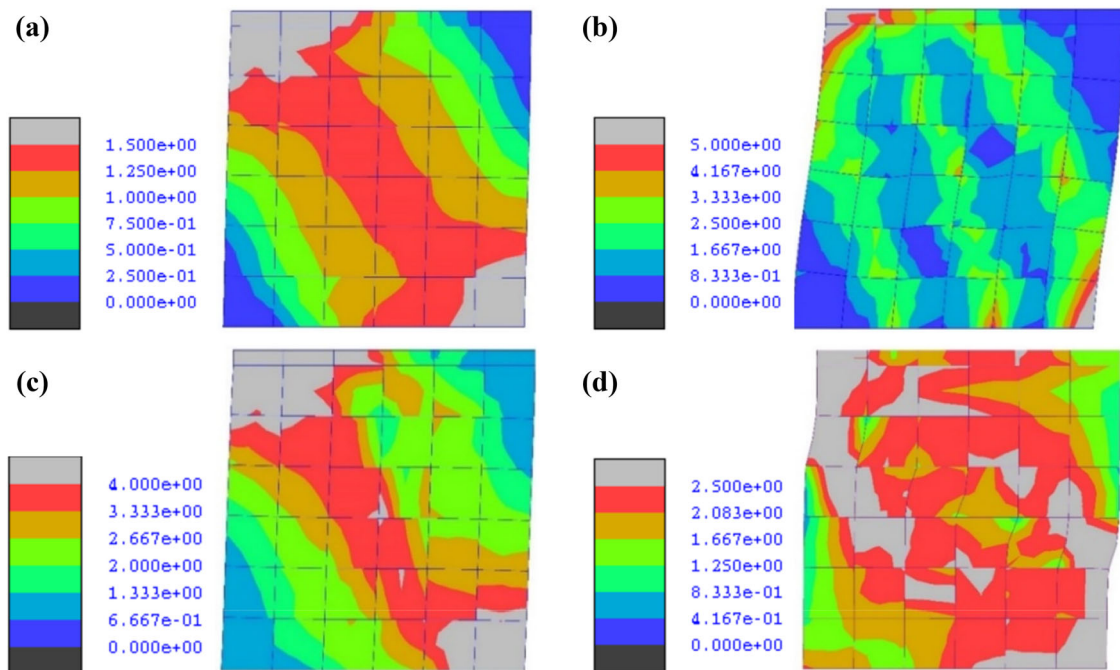 (a)
1.500e+00
1.250e+00
1.000e+00
7.500e-01
5.000e-01
2.500e-01
0.000e+00
(b)
5.000e+00
4.167e+00
3.333e+00
2.500e+00
1.667e+00
8.333e-01
0.000e+00
(c)
4.000e+00
3.333e+00
2.667e+00
2.000e+00
1.333e+00
6.667e-01
0.000e+00
(d)
2.500e+00
2.083e+00
1.667e+00
1.250e+00
8.333e-01
4.167e-01
0.000e+00